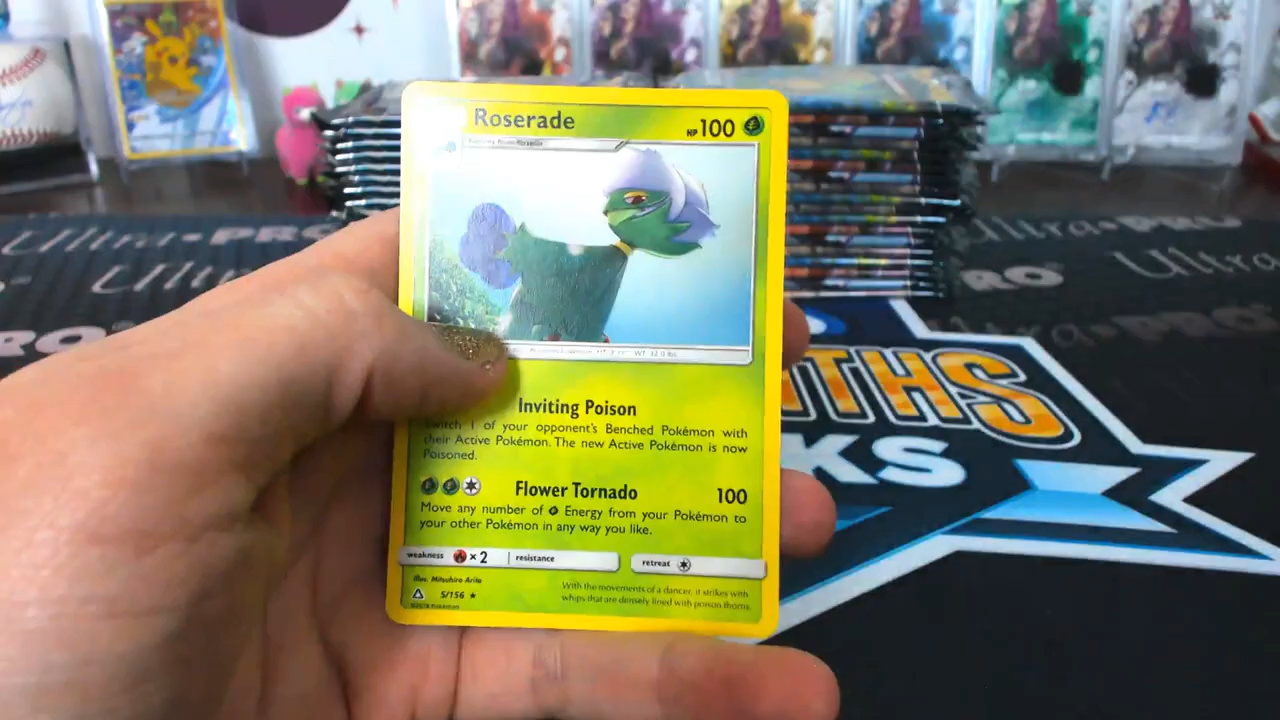 Roserade
HP 100
Inviting Poison
Switch 1 of your opponent's Benched Pokémon with
their Active Pokémon. The new Active Pokémon is now
Poisoned.
Flower Tornado 100
Move any number of Energy from your Pokémon to
your other Pokémon in any way you like.
weakness ×2 resistance retreat
Illus. Mitsuhiro Arita
5/156
With the movements of a dancer, it strikes with
whips that are densely lined with poison thorns.
Ultra•PRO
Ultra•PRO
Ultra
PRO
PRO
Ultra•PRO